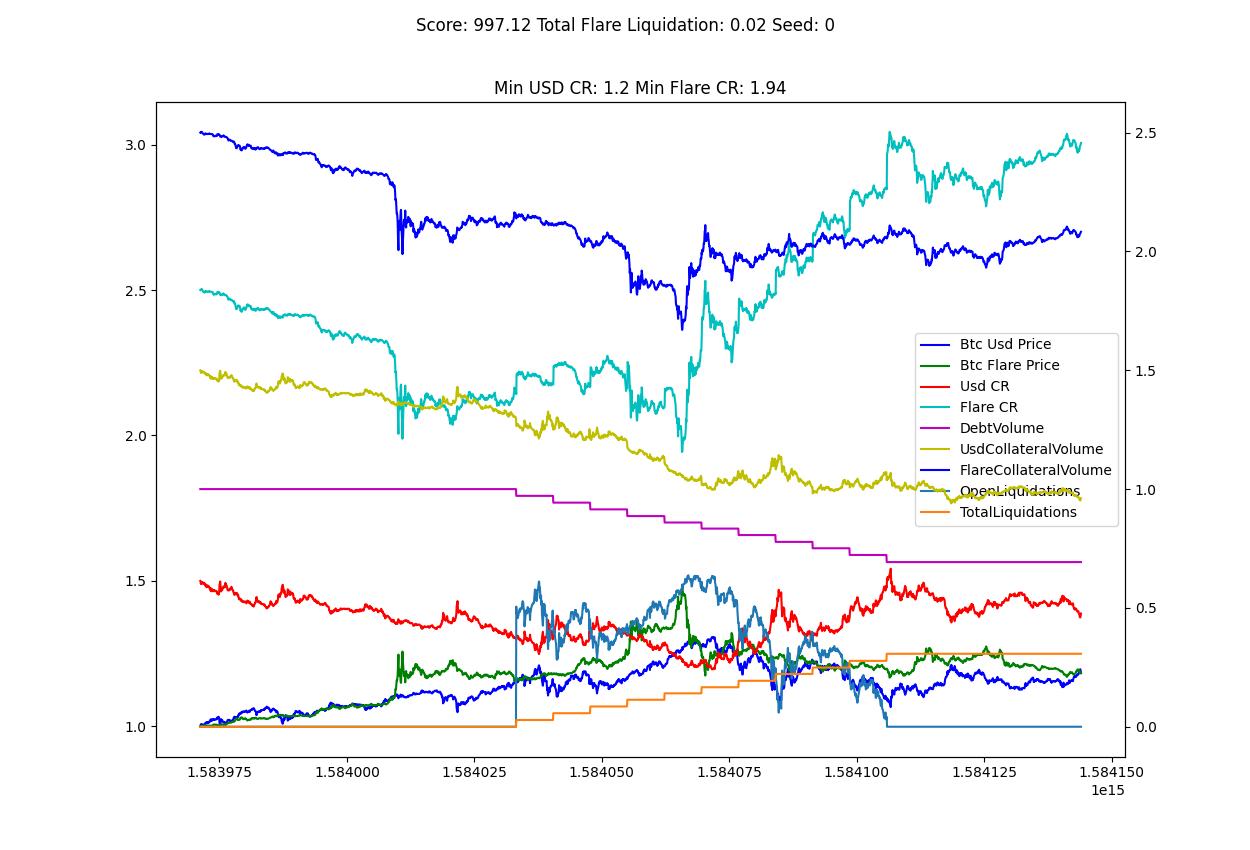 Score: 997.12 Total Flare Liquidation: 0.02 Seed: 0
Min USD CR: 1.2 Min Flare CR: 1.94
3.0
2.5
2.0
1.5
1.0
2.5
2.0
1.5
1.0
0.5
0.0
Btc Usd Price
Btc Flare Price
Usd CR
Flare CR
DebtVolume
UsdCollateralVolume
FlareCollateralVolume
OpenLiquidations
TotalLiquidations
1.583975 1.584000 1.584025 1.584050 1.584075 1.584100 1.584125 1.584150
1e15